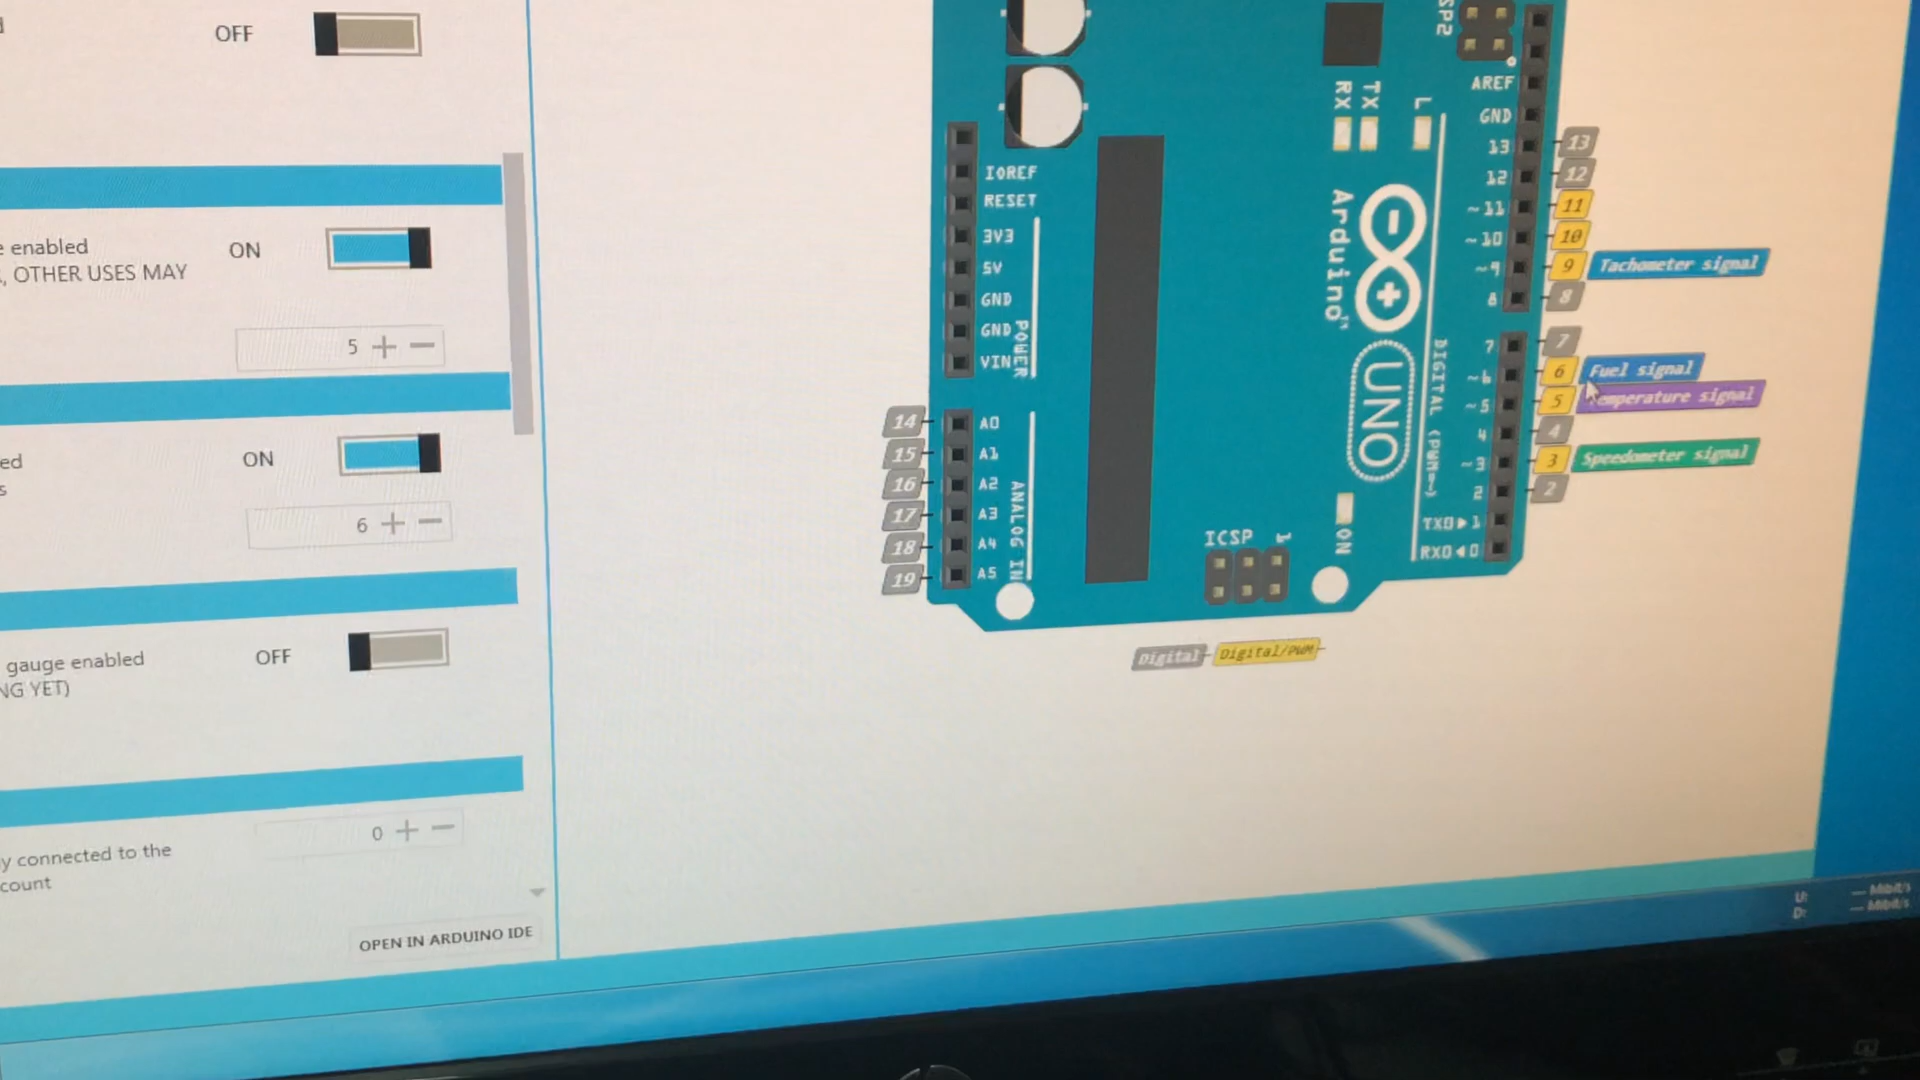 OFF
e enabled
, OTHER USES MAY
ON
5 + −
ed
s
ON
6 + −
gauge enabled
NG YET)
OFF
0 + −
y connected to the
count
OPEN IN ARDUINO IDE
SP2
AREF
GND
13
12
~11
~10
~9
8
7
~6
~5
4
~3
2
TX0▶1
RX0◀0
RX
TX
L
Arduino
UNO
DIGITAL (PWM=~)
ON
ICSP
1
IOREF
RESET
3V3
5V
GND
GND
VIN
POWER
A0
A1
A2
A3
A4
A5
ANALOG IN
14
15
16
17
18
19
13
12
11
10
9 Tachometer signal
8
7
6 Fuel signal
5 Temperature signal
4
3 Speedometer signal
2
Digital Digital/PWM
U: --- Mibit/s
D: --- Mibit/s